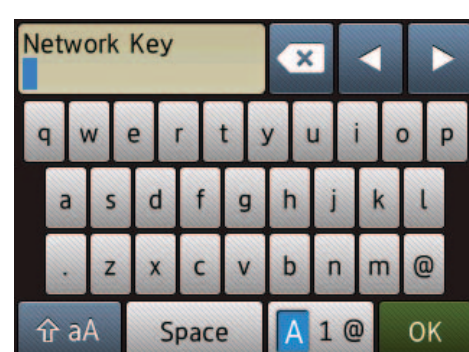 Network Key
q w e r t y u i o p
a s d f g h j k l
. z x c v b n m @
aA Space A 1 @ OK